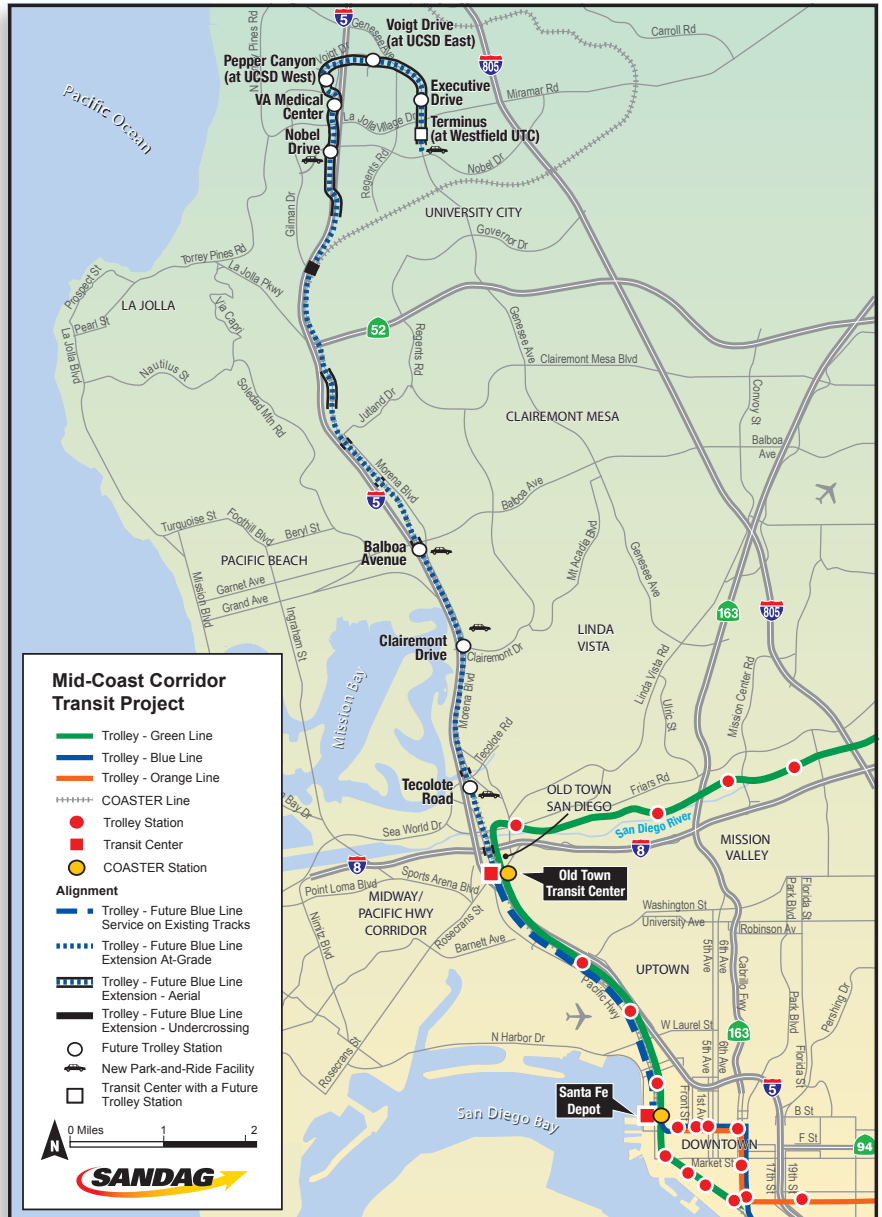 5
Genesee Ave
Voigt Drive
(at UCSD East)
805
Carroll Rd
Voigt Dr
Pepper Canyon
(at UCSD West)
Pacific Ocean
VA Medical
Center
Executive
Drive
Miramar Rd
La Jolla Village Dr
Terminus
(at Westfield UTC)
Nobel
Drive
Nobel Dr
Regents Rd
Gilman Dr
UNIVERSITY CITY
Governor Dr
Torrey Pines Rd
La Jolla Pkwy
Prospect St
LA JOLLA
Via Capri
Pearl St
La Jolla Blvd
Nautilus St
Soledad Mtn Rd
52
Regents Rd
Genesee Ave
Clairemont Mesa Blvd
Jutland Dr
Convoy St
CLAIREMONT MESA
Balboa
Ave
Morena Blvd
5
Balboa Ave
Turquoise St
Foothill Blvd
Beryl St
Balboa
Avenue
PACIFIC BEACH
Mt Acadia Blvd
Genesee Ave
Garnet Ave
Grand Ave
Mission Blvd
Ingraham St
163
805
LINDA
VISTA
Clairemont
Drive
Clairemont Dr
Linda Vista Rd
Mission Center Rd
Ulric St
Mission Bay
Morena Blvd
Tecolote Rd
Tecolote
Road
OLD TOWN
SAN DIEGO
Friars Rd
San Diego River
Bay Dr
Sea World Dr
MISSION
VALLEY
8
8
Sports Arena Blvd
Point Loma Blvd
Old Town
Transit Center
MIDWAY/
PACIFIC HWY
CORRIDOR
Nimitz Blvd
Rosecrans St
Barnett Ave
Washington St
University Ave
Robinson Av
Park Blvd
Florida St
5th Ave
6th Ave
Cabrillo Fwy
UPTOWN
Pacific Hwy
Park Blvd
Pershing Dr
W Laurel St
163
N Harbor Dr
Rosecrans St
5th Ave
6th Ave
Florida St
5
Santa Fe
Depot
San Diego Bay
Front St
1st Ave
B St
DOWNTOWN
F St
94
Market St
17th St
19th St
Mid-Coast Corridor
Transit Project
Trolley - Green Line
Trolley - Blue Line
Trolley - Orange Line
COASTER Line
Trolley Station
Transit Center
COASTER Station
Alignment
Trolley - Future Blue Line
Service on Existing Tracks
Trolley - Future Blue Line
Extension At-Grade
Trolley - Future Blue Line
Extension - Aerial
Trolley - Future Blue Line
Extension - Undercrossing
Future Trolley Station
New Park-and-Ride Facility
Transit Center with a Future
Trolley Station
N
0 Miles 1 2
SANDAG